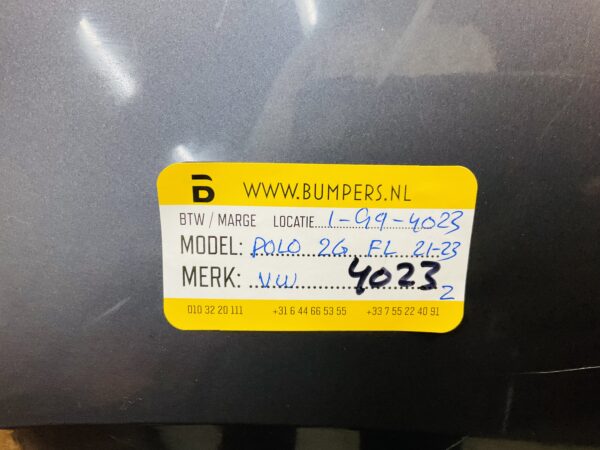 B WWW.BUMPERS.NL
BTW / MARGE LOCATIE 1-G9-4023
MODEL: POLO 2G FL 21-23
MERK: VW 4023 2
010 32 20 111 +31 6 44 66 53 55 +33 7 55 22 40 91